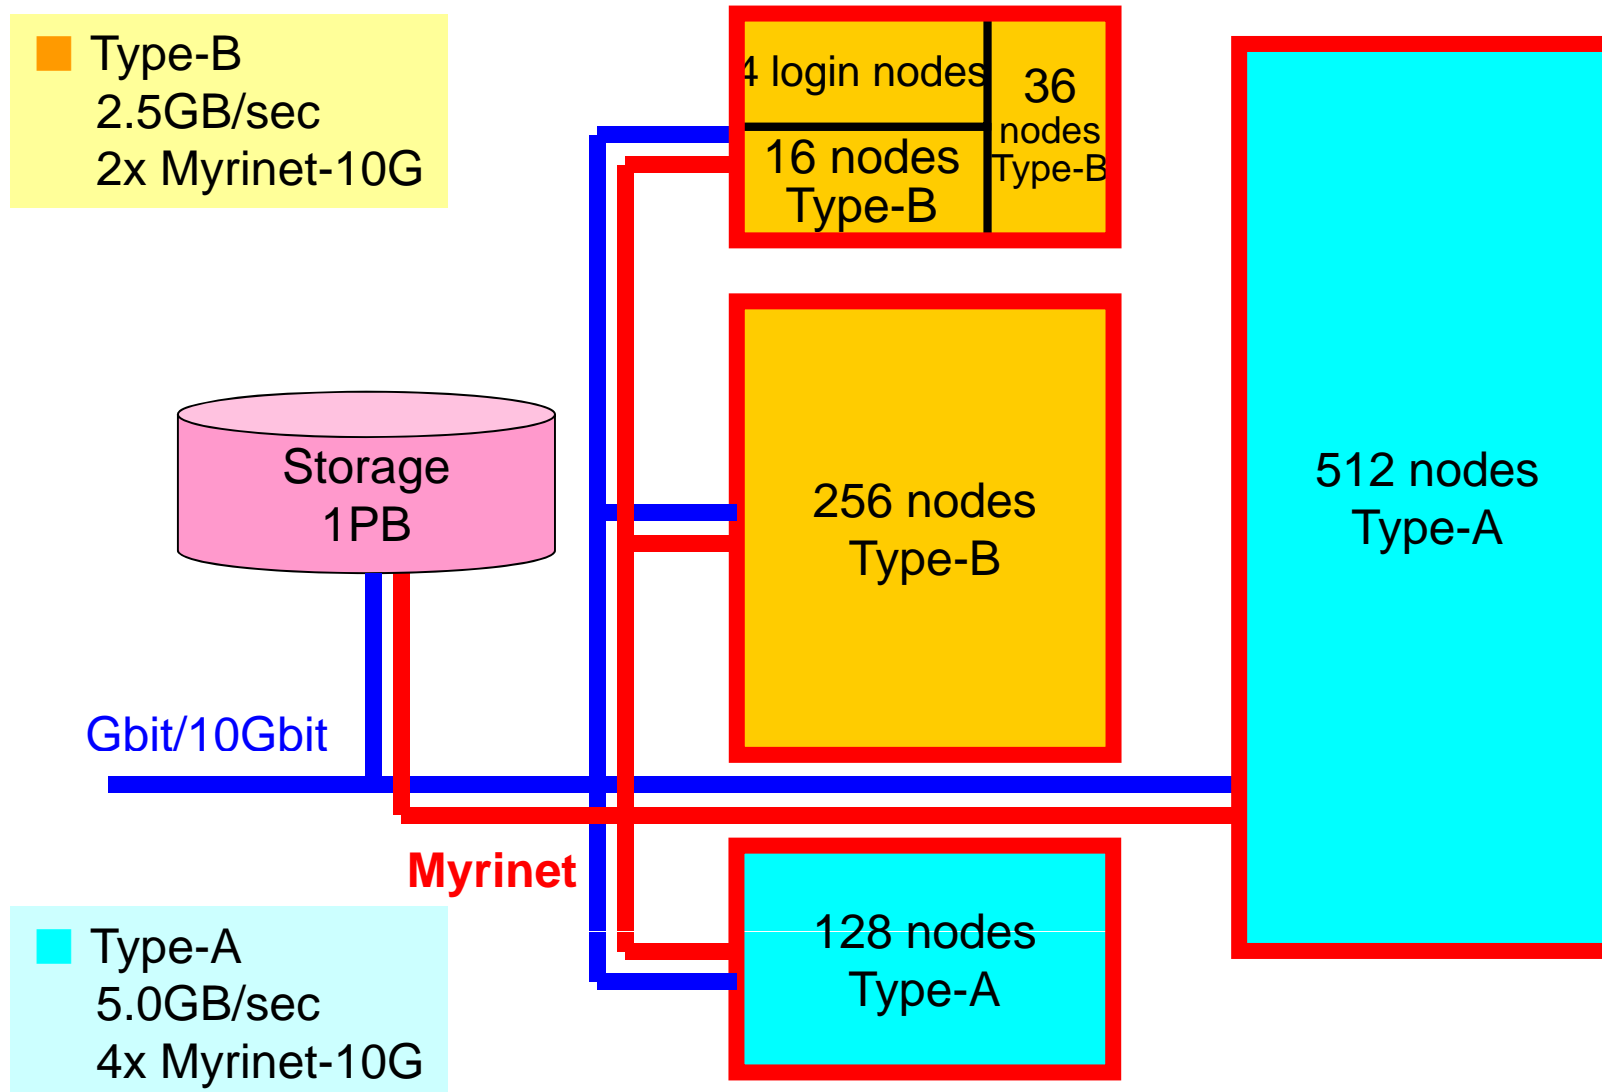 Type-B
2.5GB/sec
2x Myrinet-10G
4 login nodes
16 nodes
Type-B
36
nodes
Type-B
256 nodes
Type-B
512 nodes
Type-A
Storage
1PB
Gbit/10Gbit
Myrinet
128 nodes
Type-A
Type-A
5.0GB/sec
4x Myrinet-10G